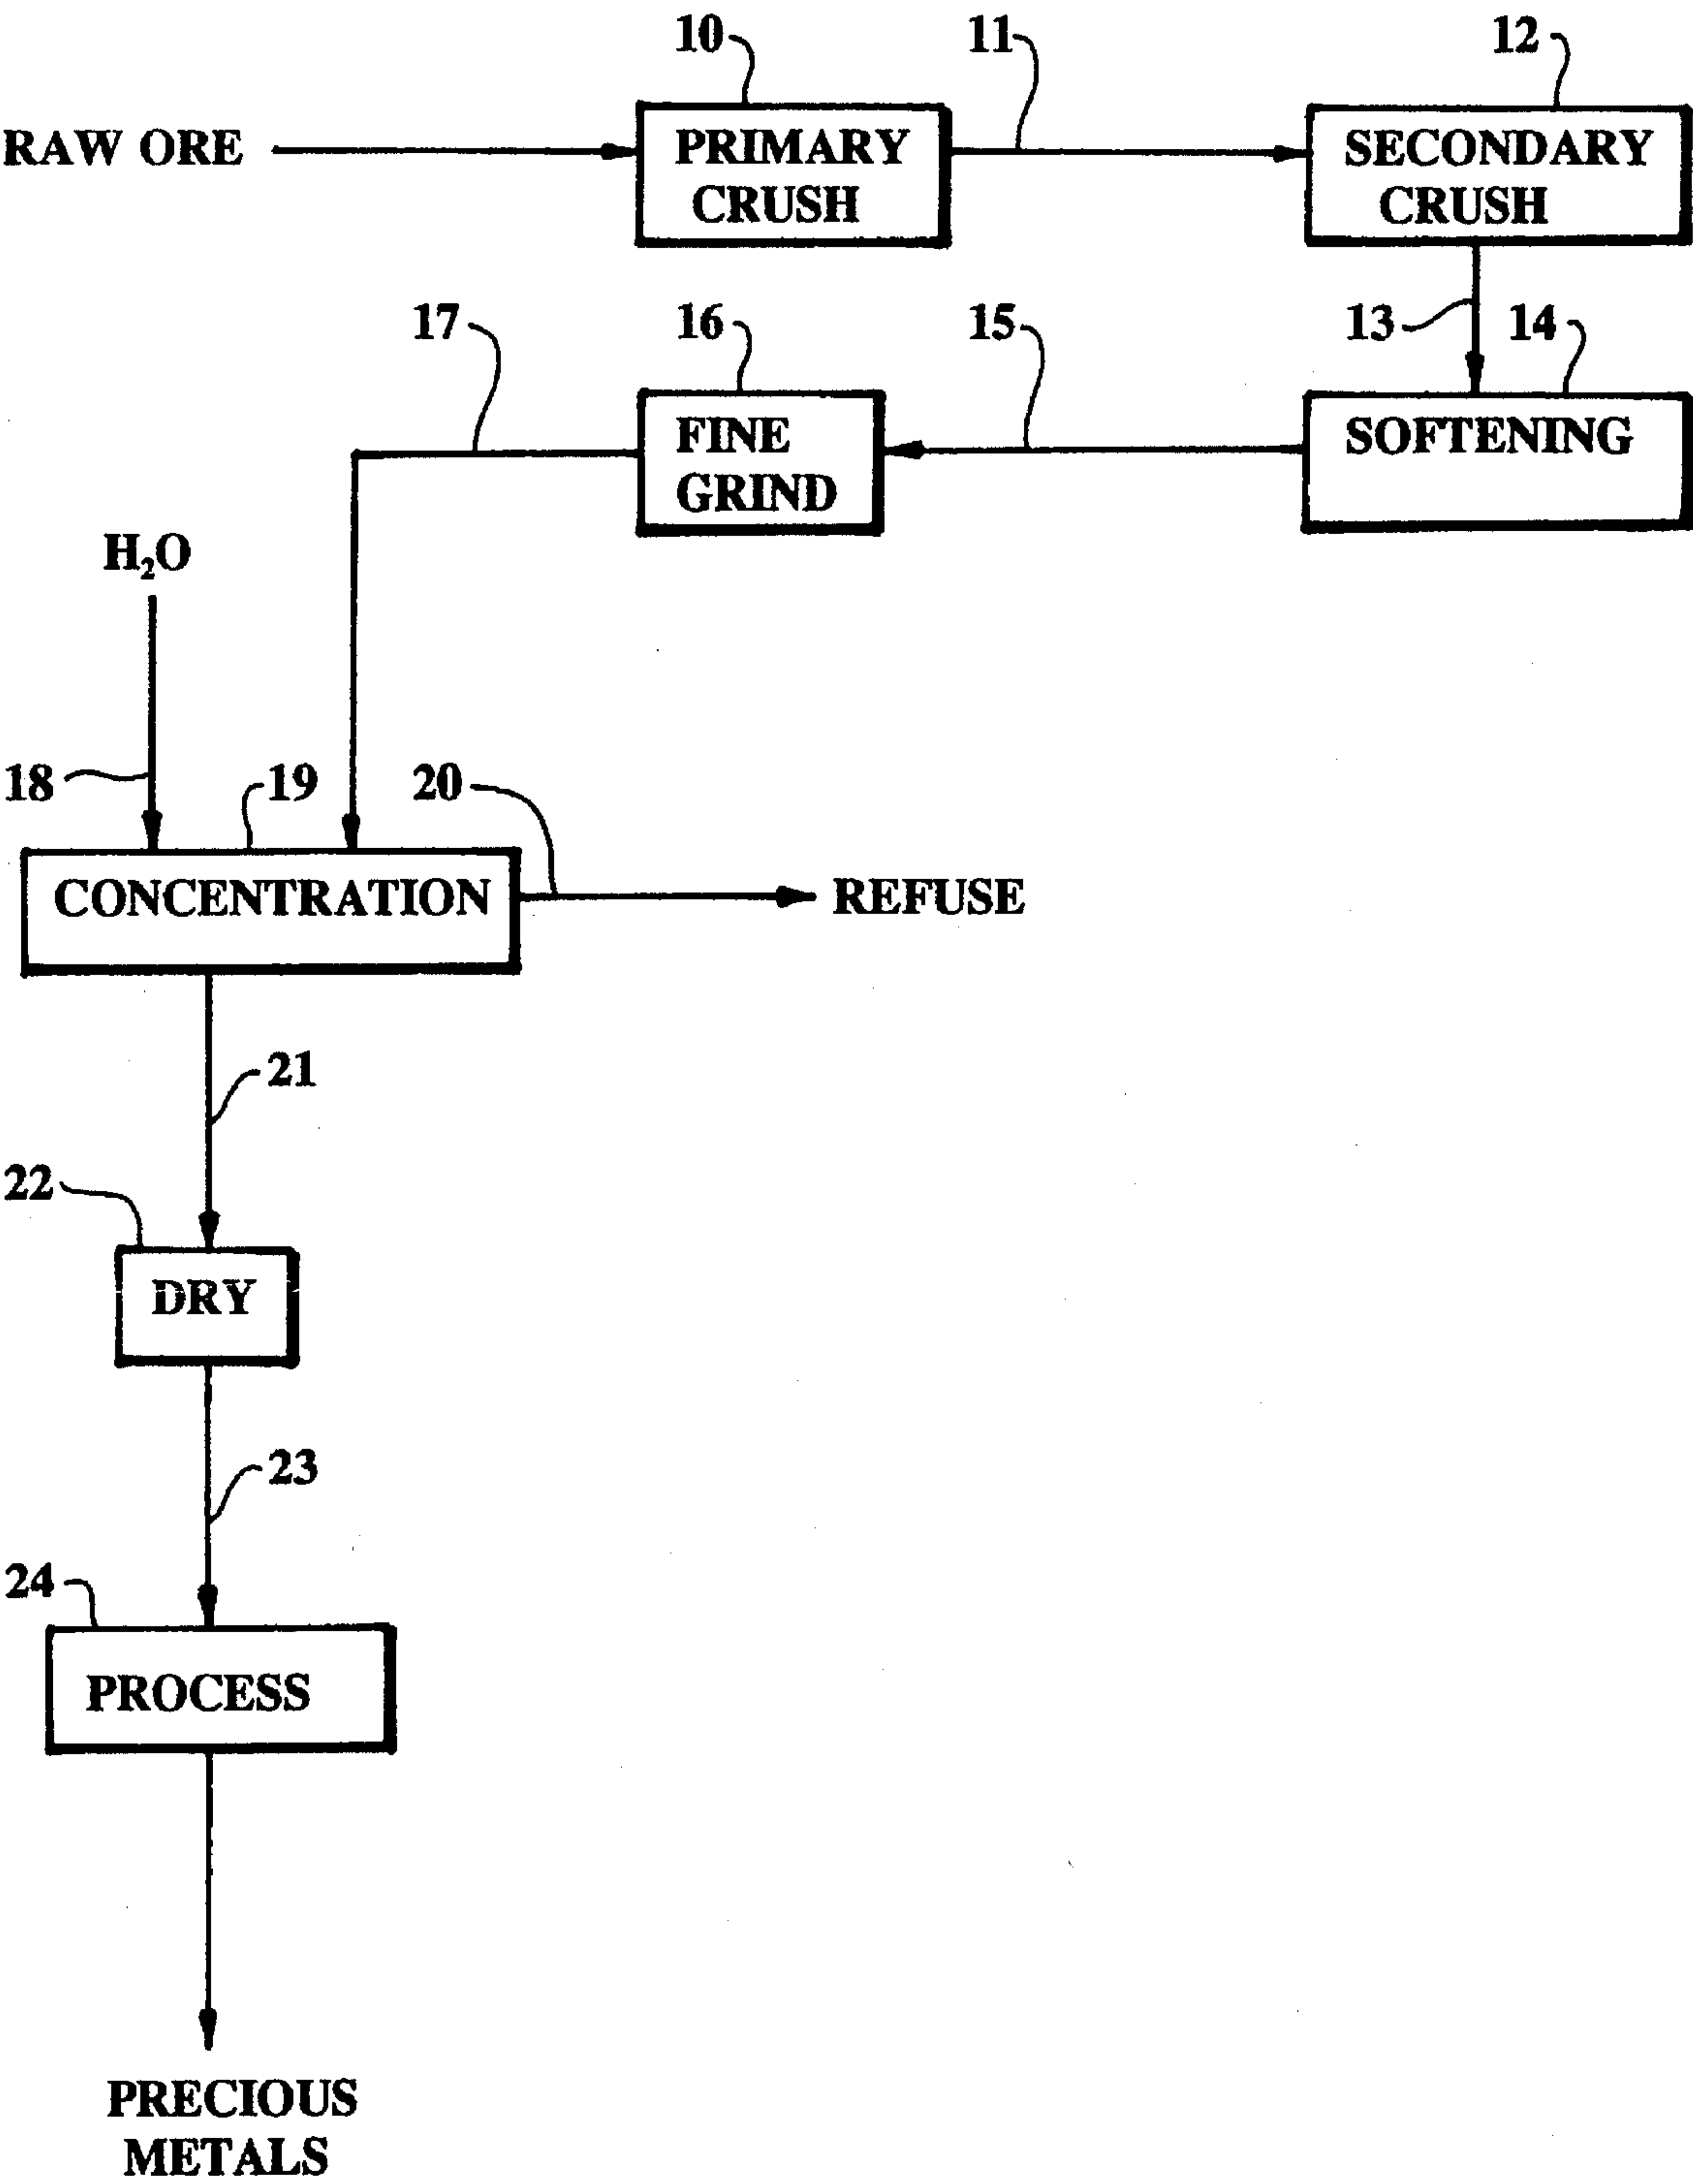 10
11
12
RAW ORE
PRIMARY
CRUSH
SECONDARY
CRUSH
17
16
15
13
14
FINE
GRIND
SOFTENING
H₂O
18
19
20
CONCENTRATION
REFUSE
21
22
DRY
23
24
PROCESS
PRECIOUS
METALS